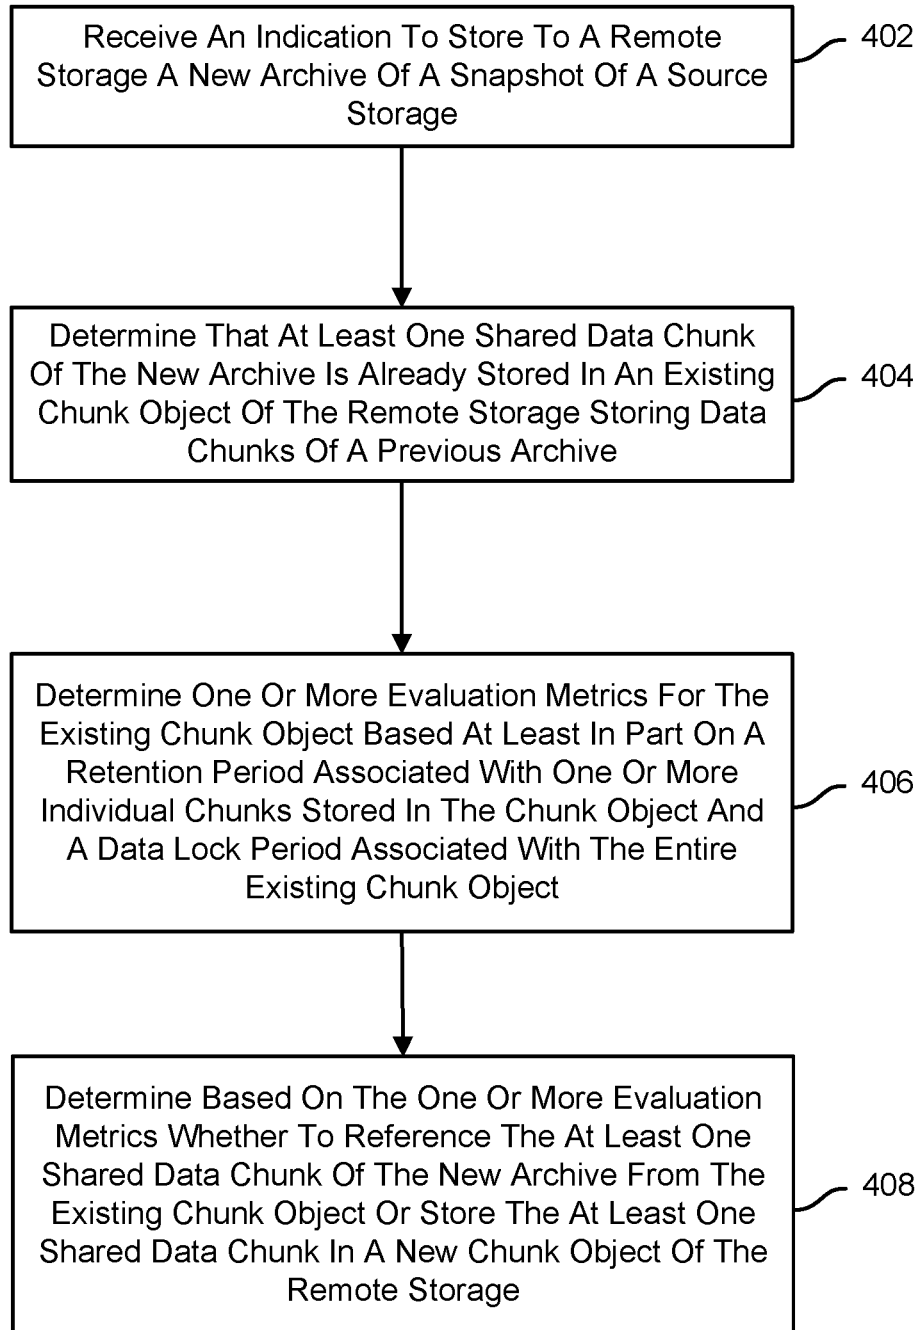 Receive An Indication To Store To A Remote
Storage A New Archive Of A Snapshot Of A Source
Storage
402
Determine That At Least One Shared Data Chunk
Of The New Archive Is Already Stored In An Existing
Chunk Object Of The Remote Storage Storing Data
Chunks Of A Previous Archive
404
Determine One Or More Evaluation Metrics For The
Existing Chunk Object Based At Least In Part On A
Retention Period Associated With One Or More
Individual Chunks Stored In The Chunk Object And
A Data Lock Period Associated With The Entire
Existing Chunk Object
406
Determine Based On The One Or More Evaluation
Metrics Whether To Reference The At Least One
Shared Data Chunk Of The New Archive From The
Existing Chunk Object Or Store The At Least One
Shared Data Chunk In A New Chunk Object Of The
Remote Storage
408